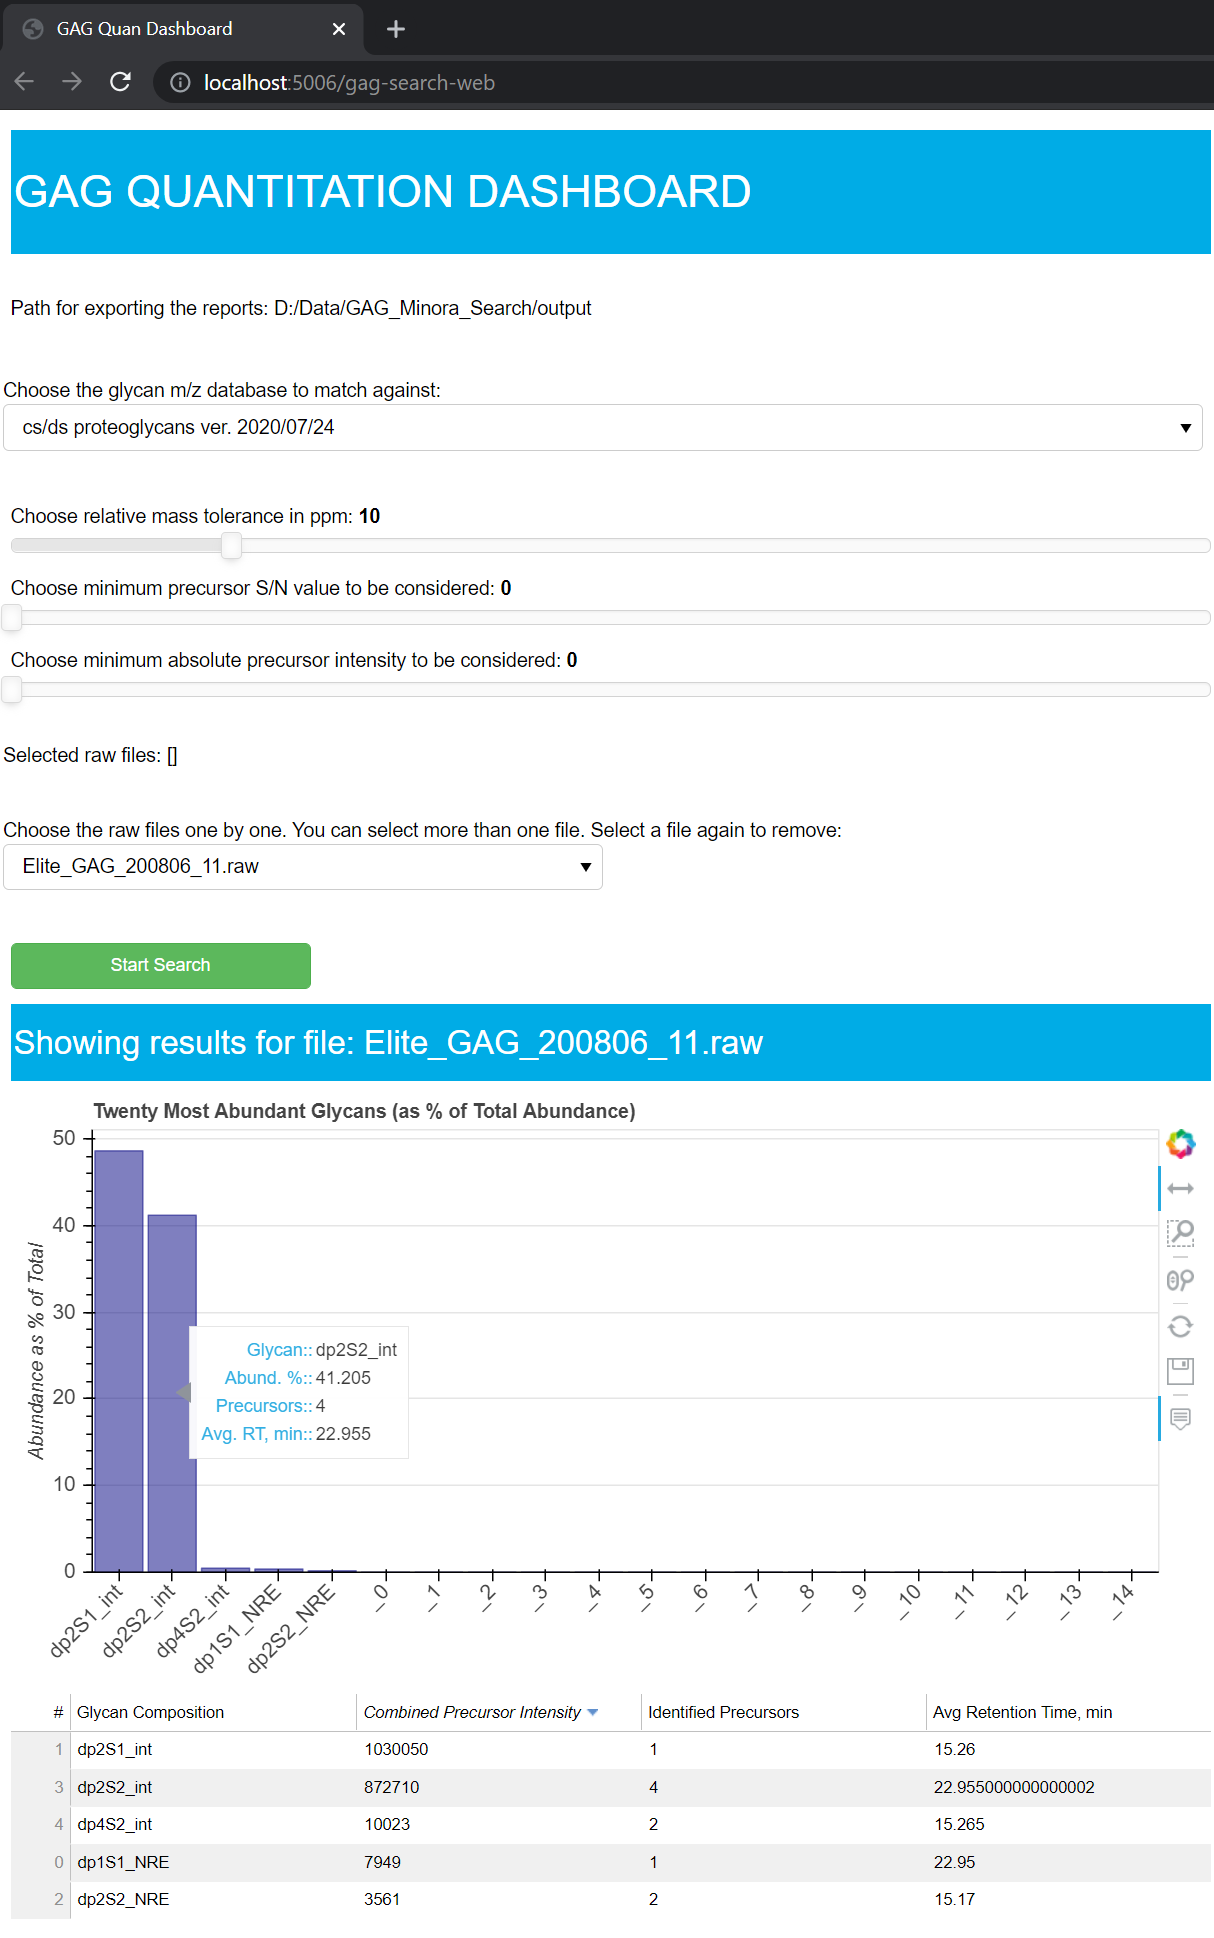 GAG Quan Dashboard
localhost:5006/gag-search-web
GAG QUANTITATION DASHBOARD
Path for exporting the reports: D:/Data/GAG_Minora_Search/output
Choose the glycan m/z database to match against:
cs/ds proteoglycans ver. 2020/07/24
Choose relative mass tolerance in ppm: 10
Choose minimum precursor S/N value to be considered: 0
Choose minimum absolute precursor intensity to be considered: 0
Selected raw files: []
Choose the raw files one by one. You can select more than one file. Select a file again to remove:
Elite_GAG_200806_11.raw
Start Search
Showing results for file: Elite_GAG_200806_11.raw
Twenty Most Abundant Glycans (as % of Total Abundance)
Abundance as % of Total
50
40
30
20
10
0
Glycan:: dp2S2_int
Abund. %:: 41.205
Precursors:: 4
Avg. RT, min:: 22.955
dp2S1_int dp2S2_int dp4S2_int dp1S1_NRE dp2S2_NRE _0 _1 _2 _3 _4 _5 _6 _7 _8 _9 _10 _11 _12 _13 _14
# Glycan Composition Combined Precursor Intensity Identified Precursors Avg Retention Time, min
1 dp2S1_int 1030050 1 15.26
3 dp2S2_int 872710 4 22.955000000000002
4 dp4S2_int 10023 2 15.265
0 dp1S1_NRE 7949 1 22.95
2 dp2S2_NRE 3561 2 15.17